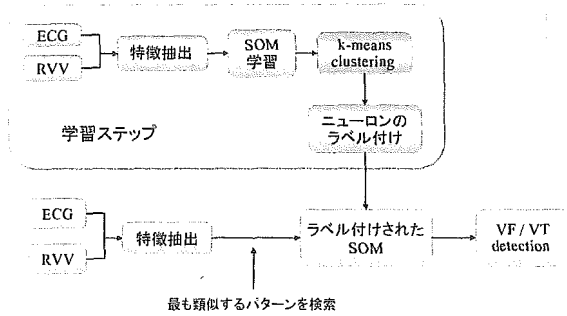 ECG
RVV
特徴抽出
SOM
学習
k-means
clustering
ニューロンの
ラベル付け
学習ステップ
ECG
RVV
特徴抽出
ラベル付けされた
SOM
VF / VT
detection
最も類似するパターンを検索